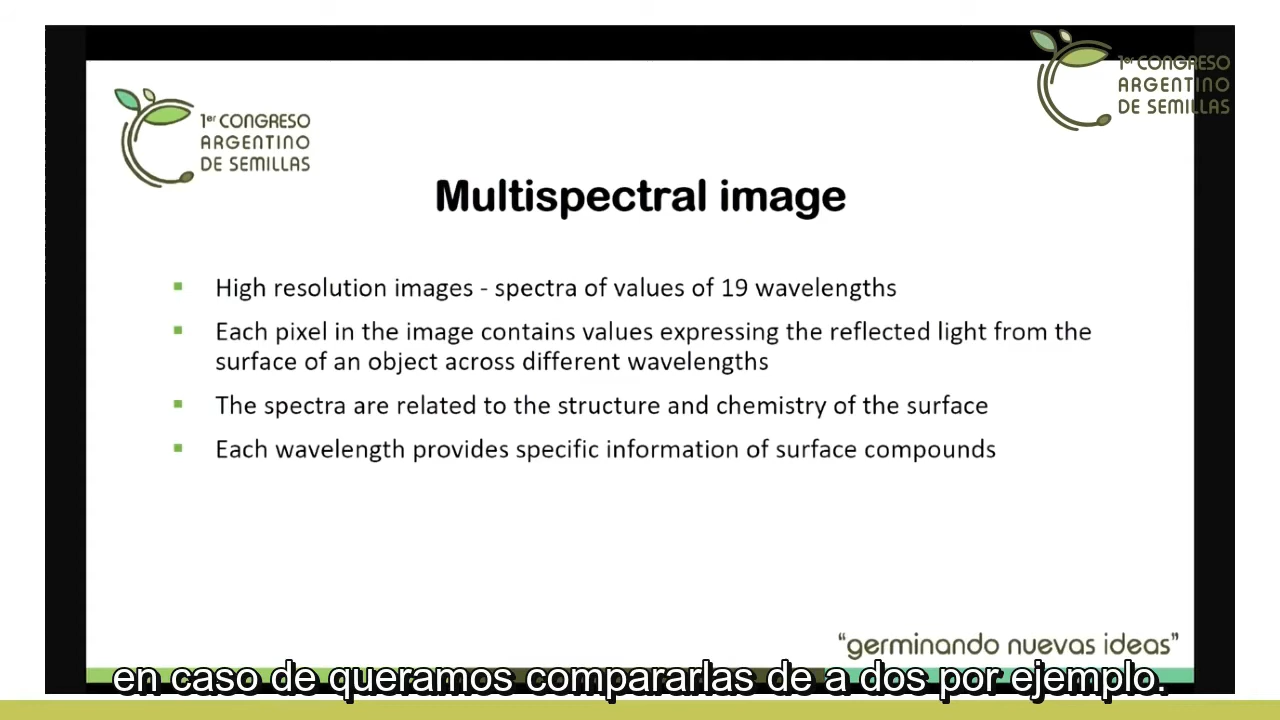 1er CONGRESO
ARGENTINO
DE SEMILLAS
1er CONGRESO
ARGENTINO
DE SEMILLAS
Multispectral image
▪ High resolution images - spectra of values of 19 wavelengths
▪ Each pixel in the image contains values expressing the reflected light from the
surface of an object across different wavelengths
▪ The spectra are related to the structure and chemistry of the surface
▪ Each wavelength provides specific information of surface compounds
“germinando nuevas ideas”
en caso de queramos compararlas de a dos por ejemplo.